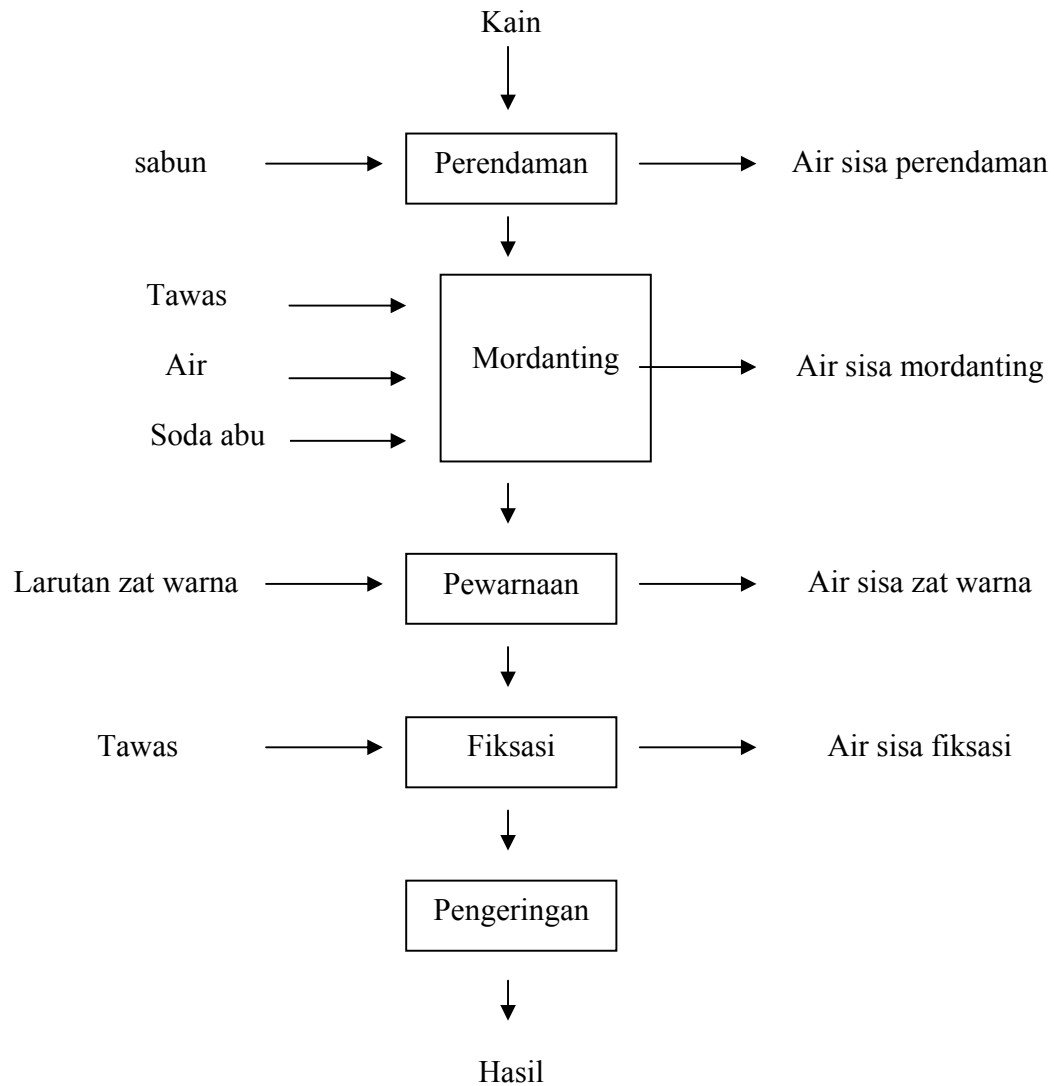 Kain
sabun
Perendaman
Air sisa perendaman
Tawas
Air
Soda abu
Mordanting
Air sisa mordanting
Larutan zat warna
Pewarnaan
Air sisa zat warna
Tawas
Fiksasi
Air sisa fiksasi
Pengeringan
Hasil